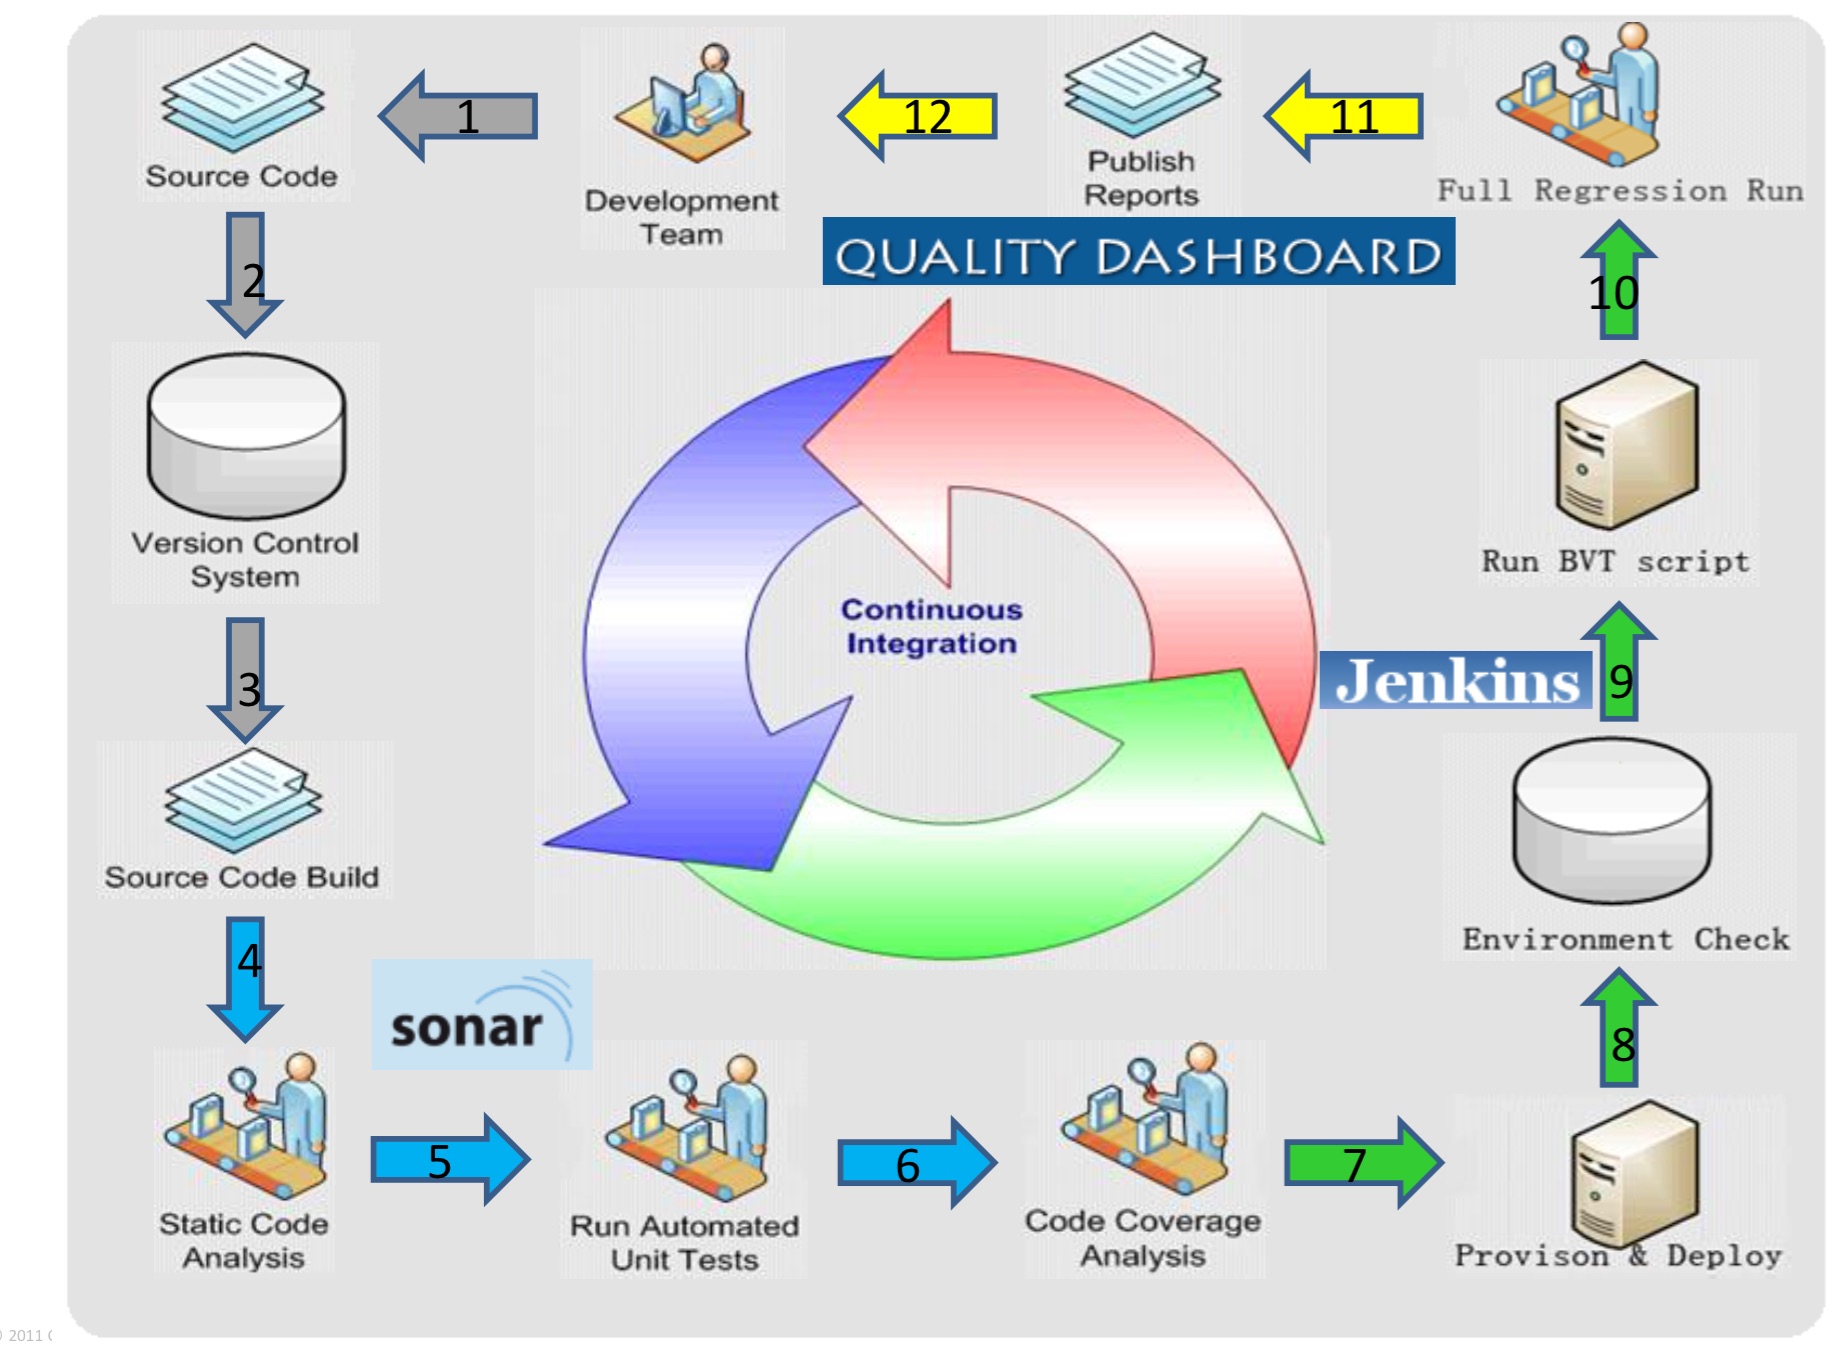 1
12
11
Source Code
Development
Team
Publish
Reports
Full Regression Run
QUALITY DASHBOARD
2
10
Version Control
System
Run BVT script
Continuous
Integration
3
Jenkins
9
Source Code Build
Environment Check
4
sonar
8
5
6
7
Static Code
Analysis
Run Automated
Unit Tests
Code Coverage
Analysis
Provison & Deploy
2011